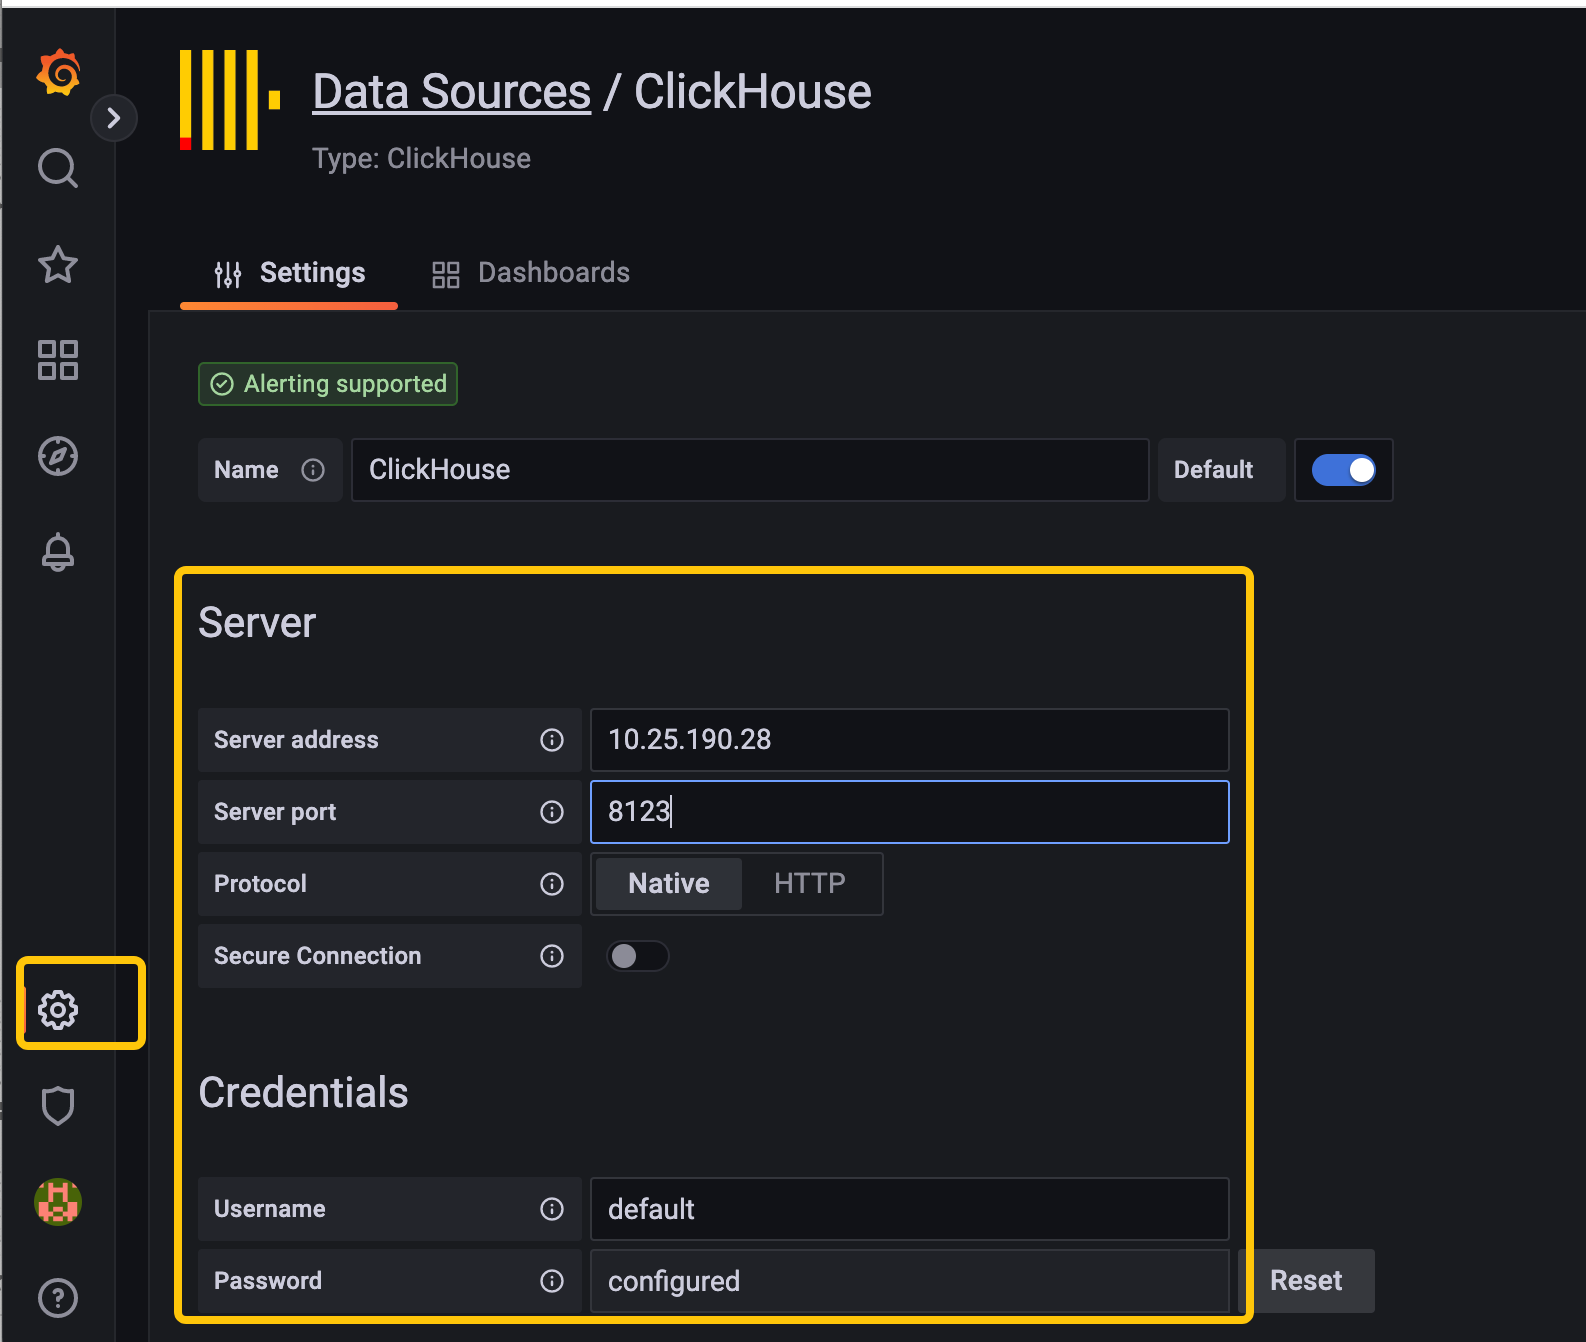 Data Sources / ClickHouse
Type: ClickHouse
Settings Dashboards
Alerting supported
Name ClickHouse Default
Server
Server address 10.25.190.28
Server port 8123
Protocol Native HTTP
Secure Connection
Credentials
Username default
Password configured Reset